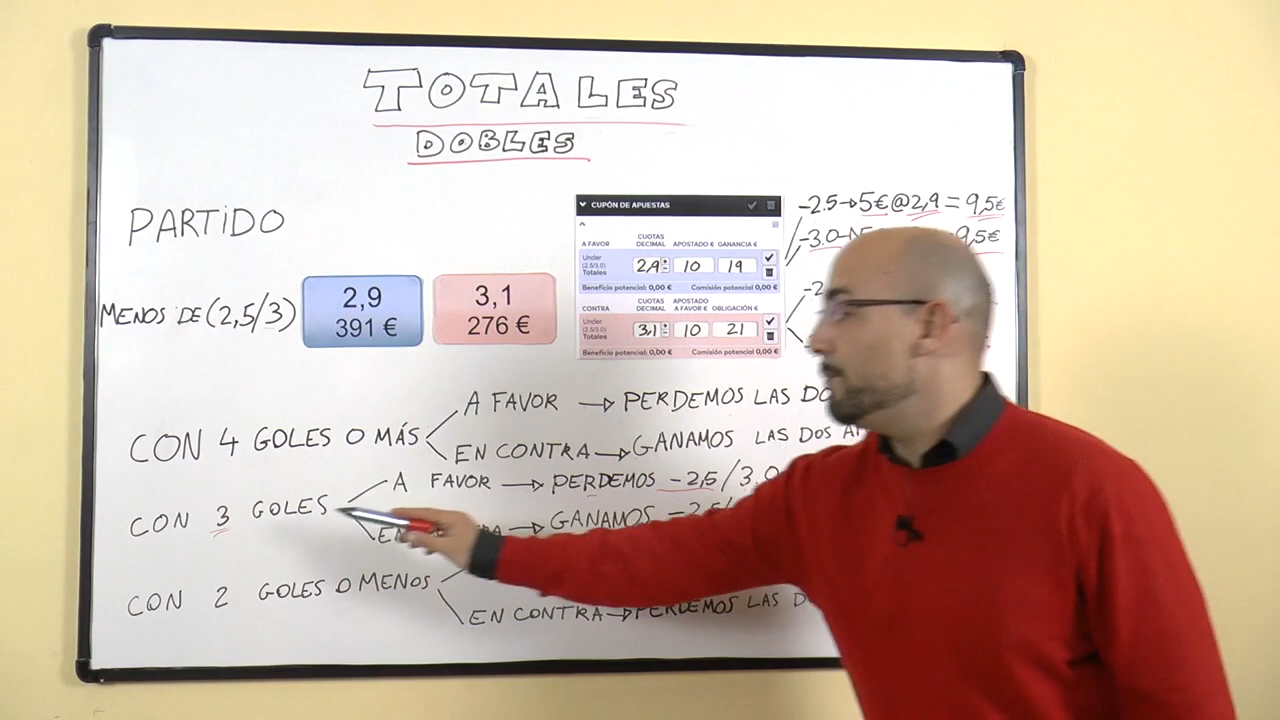 TOTALES
DOBLES
PARTIDO
MENOS DE (2,5/3)
2,9
391 €
3,1
276 €
CUPÓN DE APUESTAS
A FAVOR CUOTAS DECIMAL APOSTADO € GANANCIA €
Under (2.5/3.0) Totales 2,9 10 19
Beneficio potencial: 0,00 € Comisión potencial 0,00 €
CONTRA CUOTAS DECIMAL APOSTADO A FAVOR € OBLIGACIÓN €
Under (2.5/3.0) Totales 3,1 10 21
Beneficio potencial: 0,00 € Comisión potencial 0,00 €
-2.5→5€@2,9 = 9,5€
-3.0→ 9,5€
CON 4 GOLES O MÁS
A FAVOR → PERDEMOS LAS
EN CONTRA → GANAMOS LAS DOS
CON 3 GOLES
A FAVOR → PERDEMOS -2,5/3.0
→ GANAMOS -2,5/
CON 2 GOLES O MENOS
EN CONTRA → PERDEMOS LAS